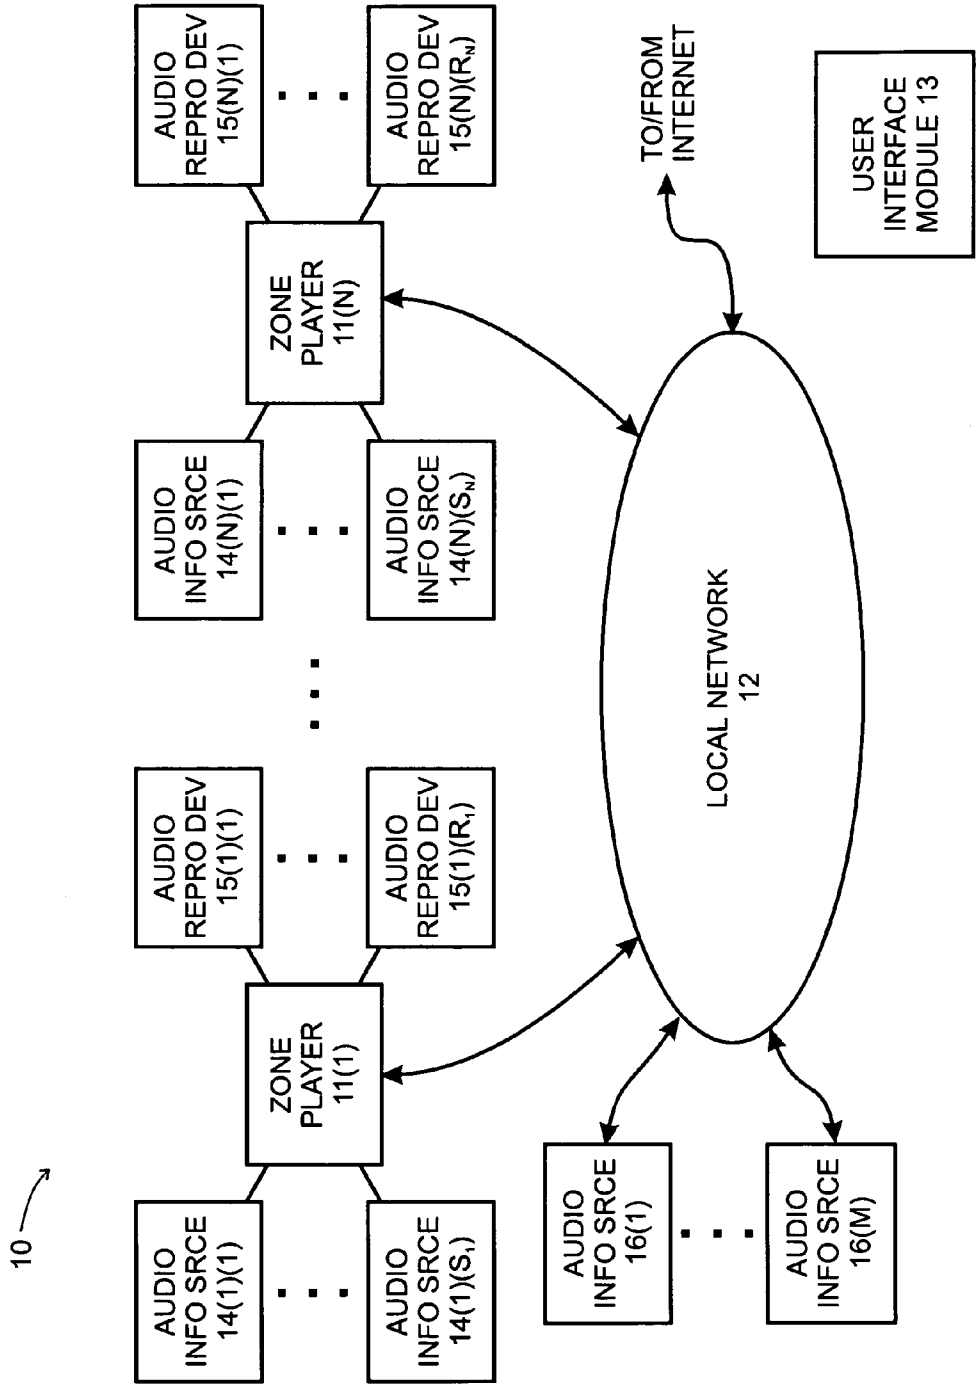 10
AUDIO
INFO SRCE
14(1)(1)
AUDIO
INFO SRCE
14(1)(S₁)
ZONE
PLAYER
11(1)
AUDIO
REPRO DEV
15(1)(1)
AUDIO
REPRO DEV
15(1)(R₁)
AUDIO
INFO SRCE
14(N)(1)
AUDIO
INFO SRCE
14(N)(S_N)
ZONE
PLAYER
11(N)
AUDIO
REPRO DEV
15(N)(1)
AUDIO
REPRO DEV
15(N)(R_N)
AUDIO
INFO SRCE
16(1)
AUDIO
INFO SRCE
16(M)
LOCAL NETWORK
12
TO/FROM
INTERNET
USER
INTERFACE
MODULE 13